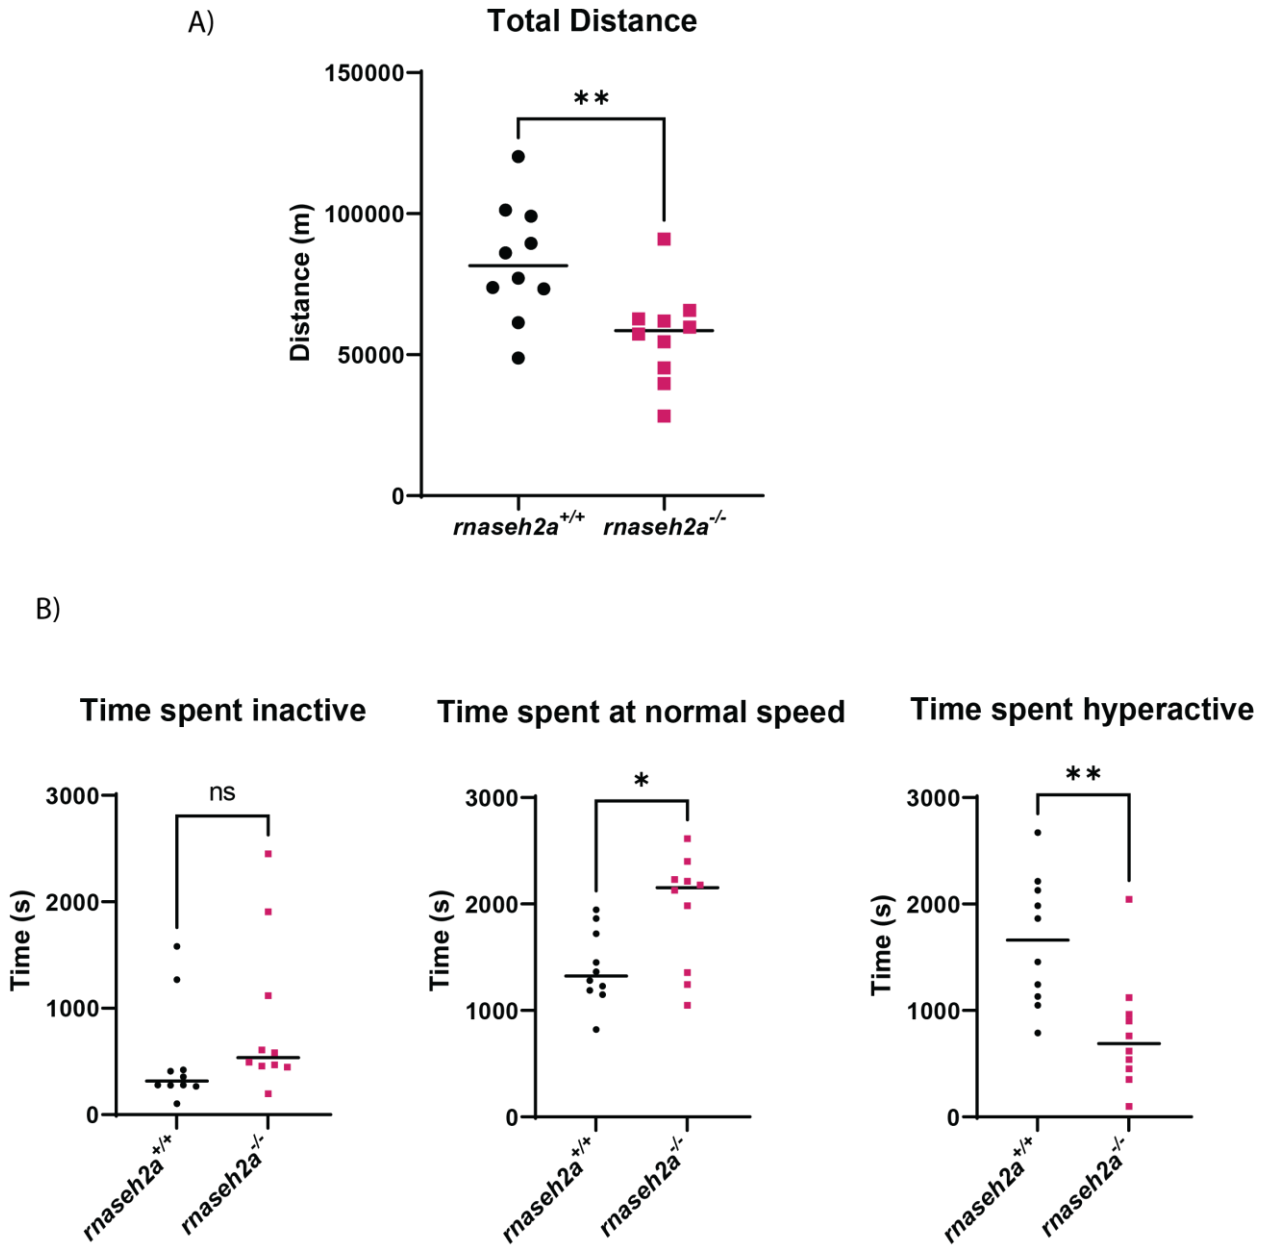 A)
Total Distance
150000
**
100000
Distance (m)
50000
0
rnaseh2a+/+ rnaseh2a-/-
B)
Time spent inactive
3000
ns
2000
Time (s)
1000
0
rnaseh2a+/+
rnaseh2a-/-
Time spent at normal speed
3000
*
2000
Time (s)
1000
0
rnaseh2a+/+
rnaseh2a-/-
Time spent hyperactive
3000
**
2000
Time (s)
1000
0
rnaseh2a+/+
rnaseh2a-/-